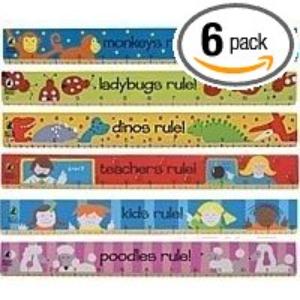 6
pack
monkeys
ladybugs rule!
dinos rule!
teachers rule!
kids rule!
poodles rule!